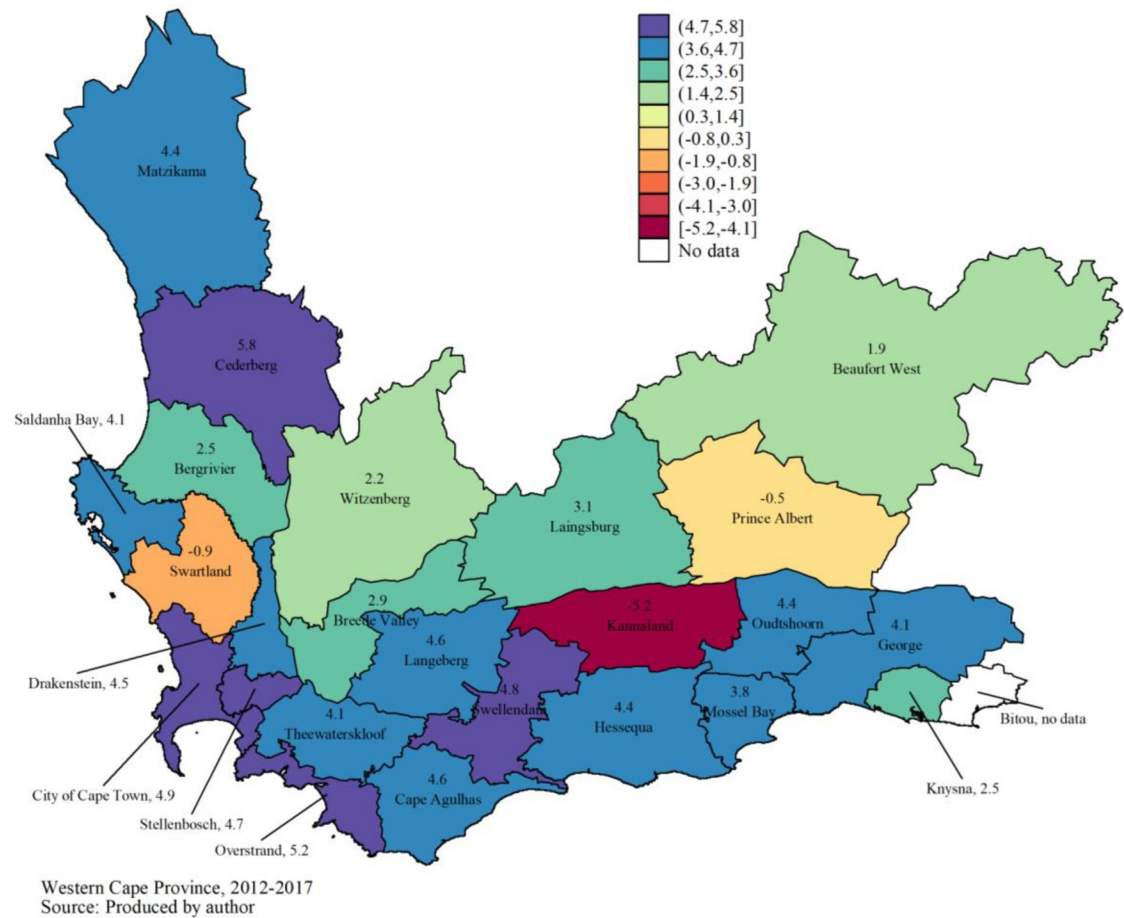 (4.7,5.8]
(3.6,4.7]
(2.5,3.6]
(1.4,2.5]
(0.3,1.4]
(-0.8,0.3]
(-1.9,-0.8]
(-3.0,-1.9]
(-4.1,-3.0]
[-5.2,-4.1]
No data
4.4
Matzikama
5.8
Cederberg
1.9
Beaufort West
Saldanha Bay, 4.1
2.5
Bergrivier
2.2
Witzenberg
3.1
Laingsburg
-0.5
Prince Albert
-0.9
Swartland
2.9
Breede Valley
4.6
Langeberg
-5.2
Kannaland
4.4
Oudtshoorn
4.1
George
Drakenstein, 4.5
4.8
Swellendam
4.1
Theewaterskloof
4.4
Hessequa
3.8
Mossel Bay
Bitou, no data
4.6
Cape Agulhas
Knysna, 2.5
City of Cape Town, 4.9
Stellenbosch, 4.7
Overstrand, 5.2
Western Cape Province, 2012-2017
Source: Produced by author